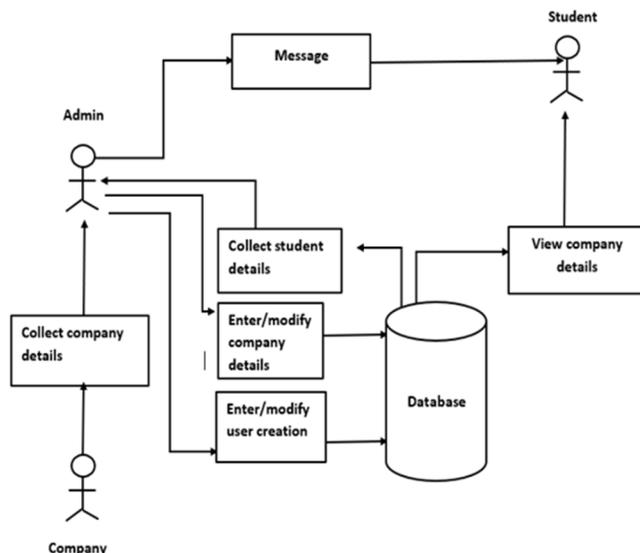 Student
Message
Admin
Collect student
details
View company
details
Enter/modify
company
details
Collect company
details
Database
Enter/modify
user creation
Company